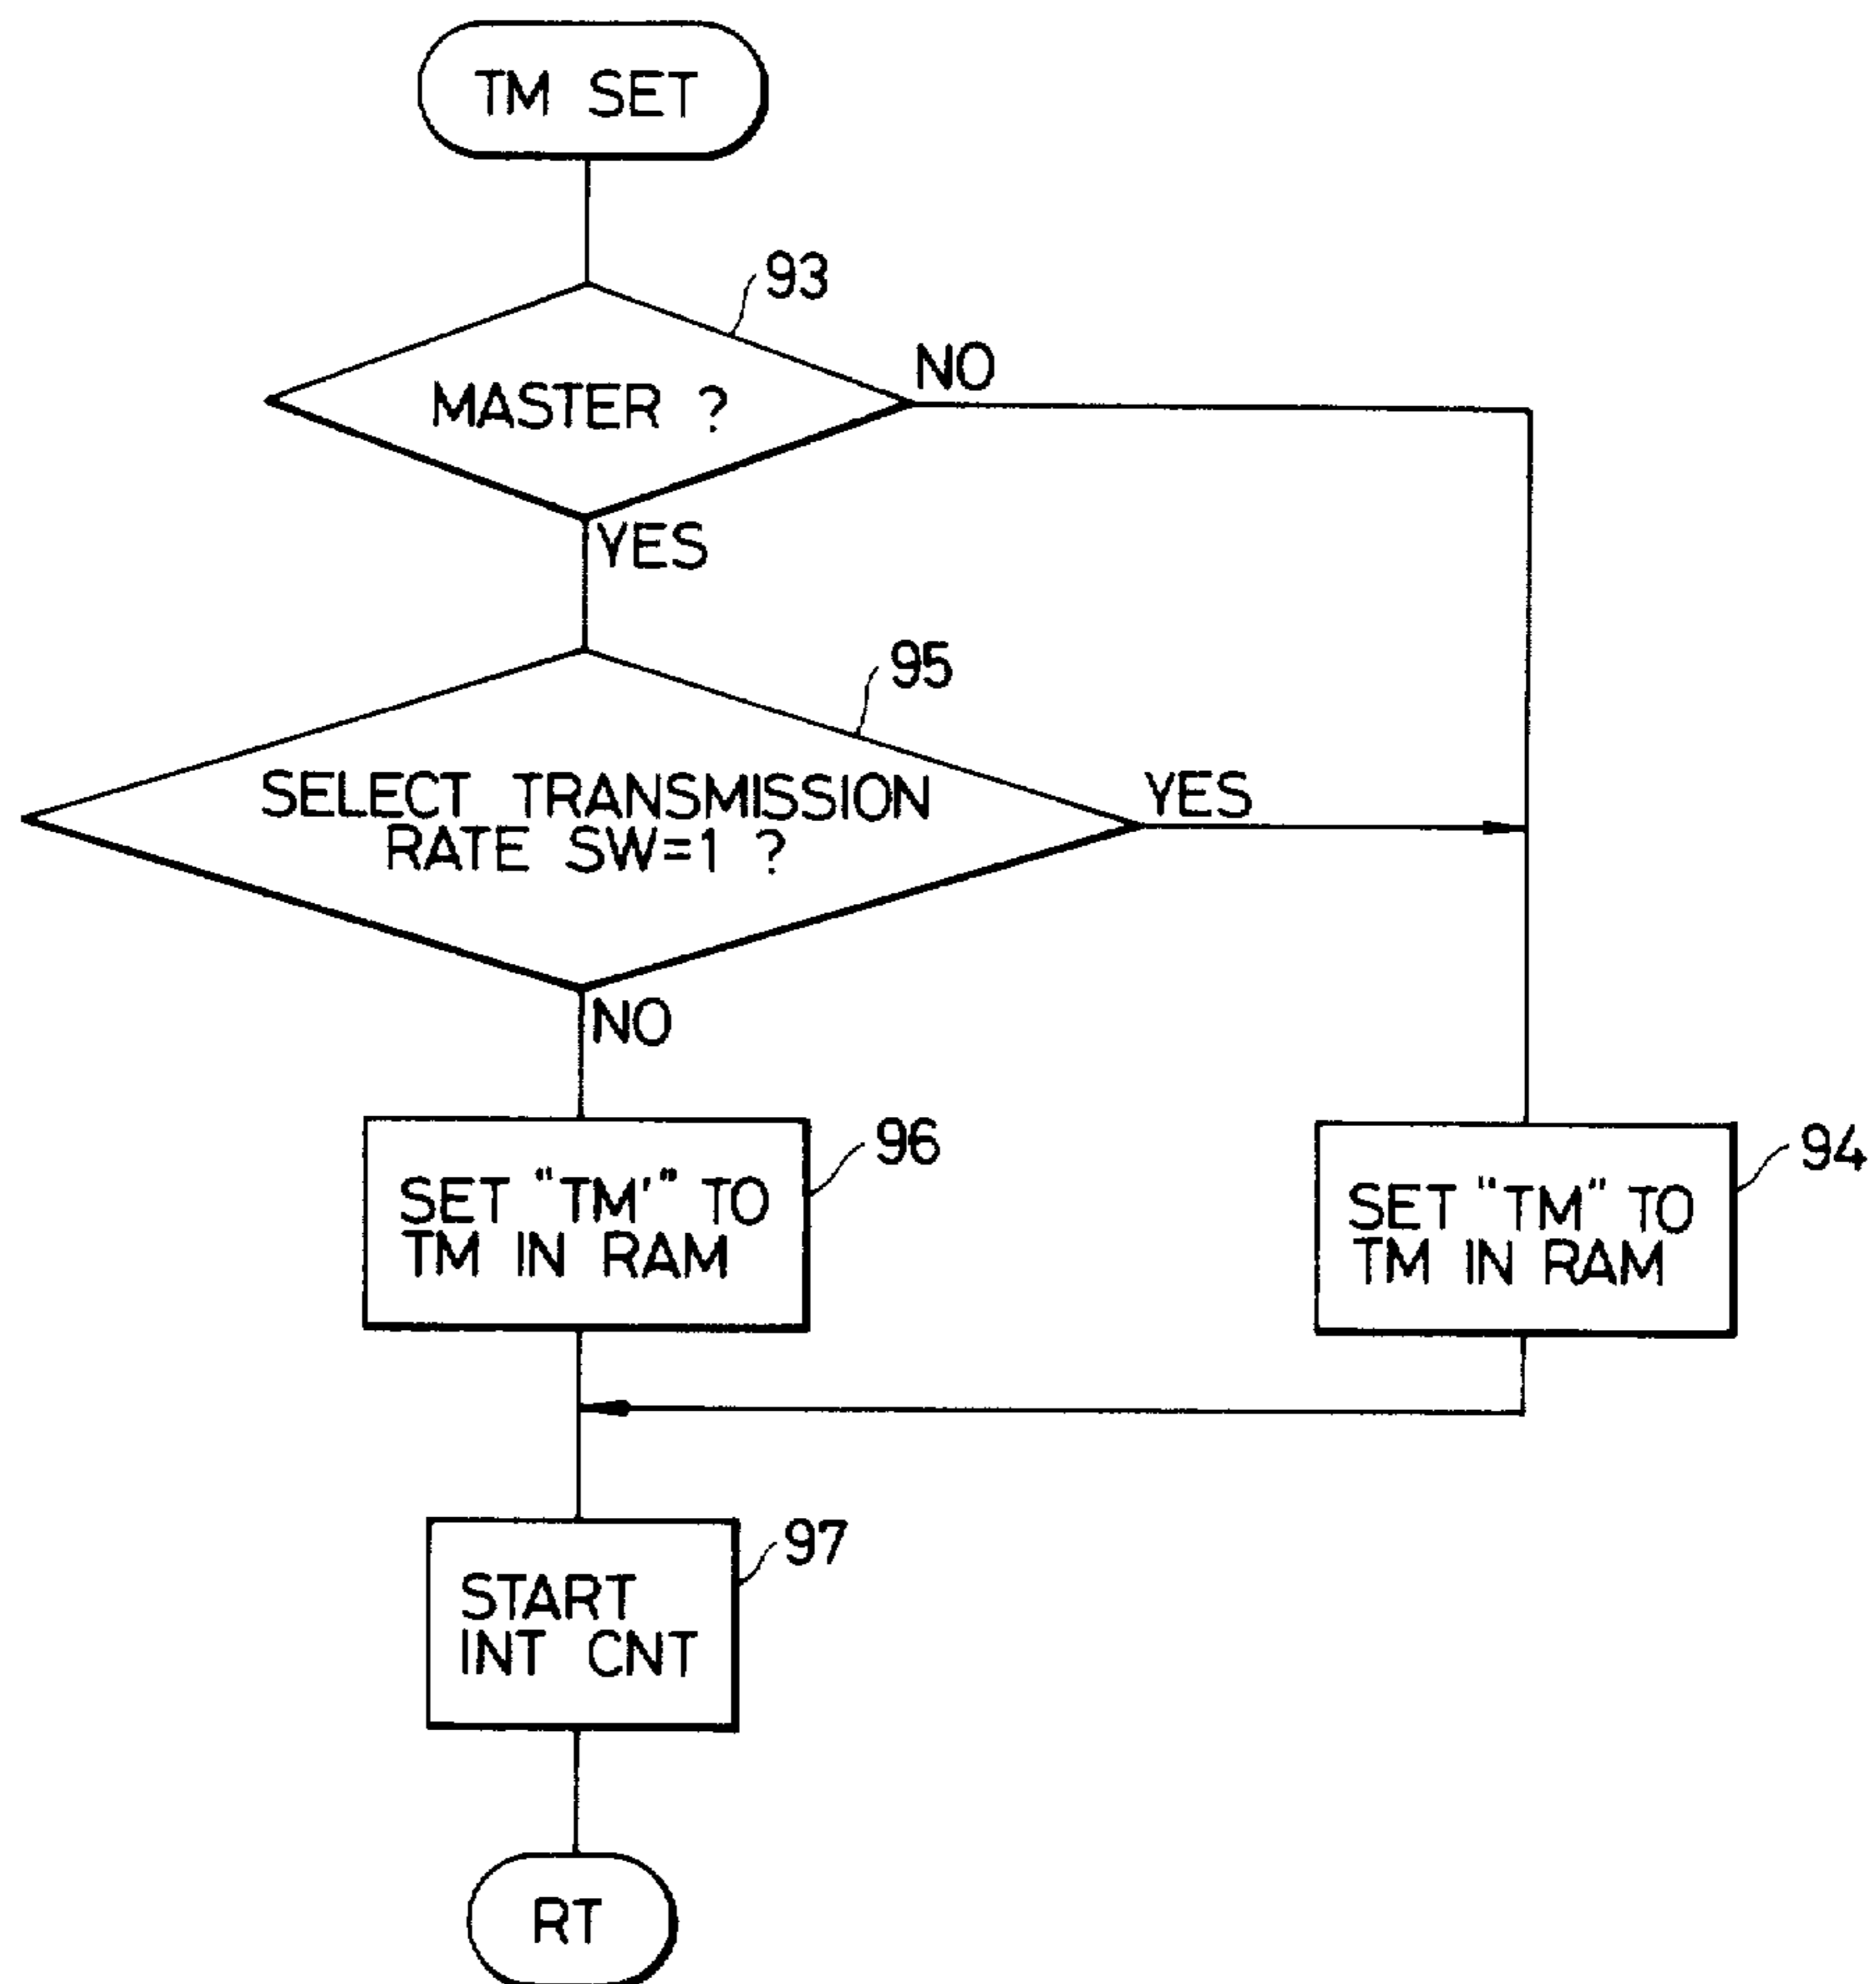 TM SET
93
MASTER ?
NO
YES
95
SELECT TRANSMISSION
RATE SW=1 ?
YES
NO
96
SET "TM'" TO
TM IN RAM
94
SET "TM" TO
TM IN RAM
97
START
INT CNT
RT